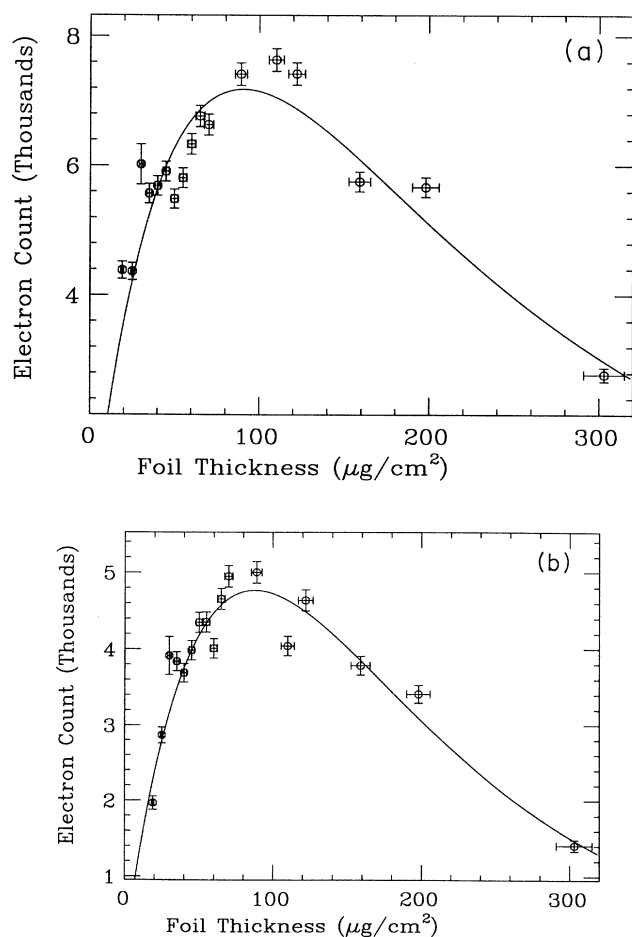 (a)
8
6
4
Electron Count (Thousands)
0 100 200 300
Foil Thickness (μg/cm²)
(b)
5
4
3
2
1
Electron Count (Thousands)
0 100 200 300
Foil Thickness (μg/cm²)